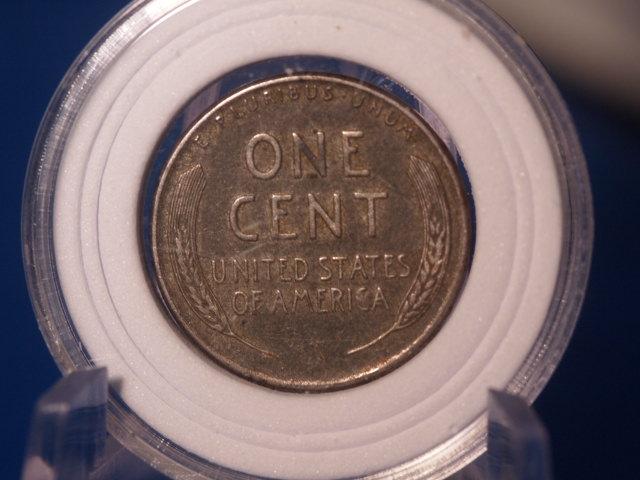 E·PLURIBUS·UNUM
ONE
CENT
UNITED STATES
OF AMERICA